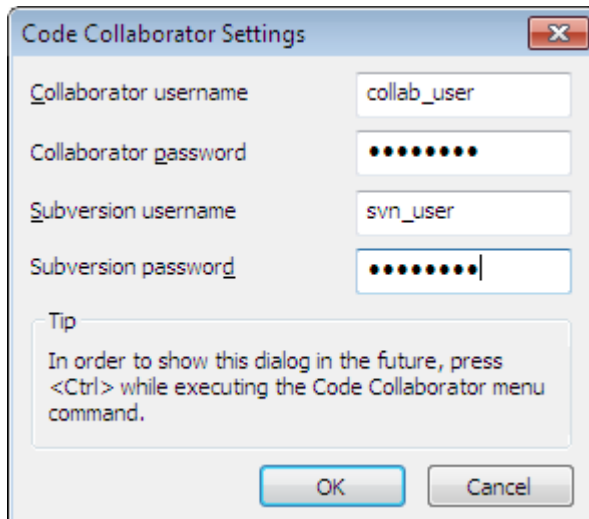 Code Collaborator Settings
Collaborator username
collab_user
Collaborator password
●●●●●●●●
Subversion username
svn_user
Subversion password
●●●●●●●●
Tip
In order to show this dialog in the future, press
<Ctrl> while executing the Code Collaborator menu
command.
OK
Cancel